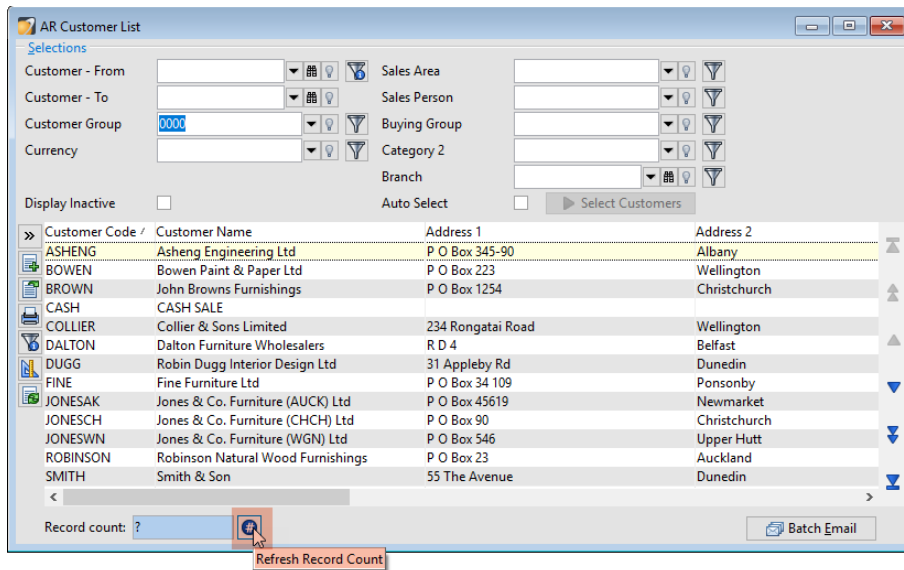 AR Customer List
Selections
Customer - From Sales Area
Customer - To Sales Person
Customer Group 0000 Buying Group
Currency Category 2
Branch
Display Inactive Auto Select Select Customers
Customer Code Customer Name Address 1 Address 2
ASHENG Asheng Engineering Ltd P O Box 345-90 Albany
BOWEN Bowen Paint & Paper Ltd P O Box 223 Wellington
BROWN John Browns Furnishings P O Box 1254 Christchurch
CASH CASH SALE
COLLIER Collier & Sons Limited 234 Rongatai Road Wellington
DALTON Dalton Furniture Wholesalers R D 4 Belfast
DUGG Robin Dugg Interior Design Ltd 31 Appleby Rd Dunedin
FINE Fine Furniture Ltd P O Box 34 109 Ponsonby
JONESAK Jones & Co. Furniture (AUCK) Ltd P O Box 45619 Newmarket
JONESCH Jones & Co. Furniture (CHCH) Ltd P O Box 90 Christchurch
JONESWN Jones & Co. Furniture (WGN) Ltd P O Box 546 Upper Hutt
ROBINSON Robinson Natural Wood Furnishings P O Box 23 Auckland
SMITH Smith & Son 55 The Avenue Dunedin
Record count: ? # Batch Email
Refresh Record Count